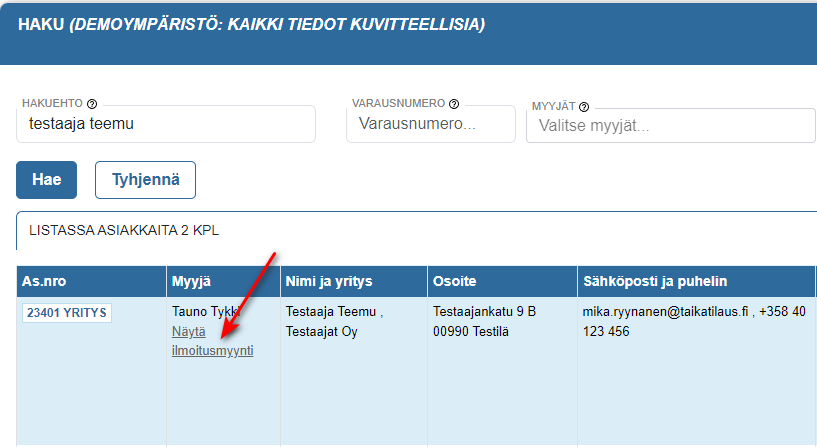 HAKU (DEMOYMPÄRISTÖ: KAIKKI TIEDOT KUVITTEELLISIA)
HAKUEHTO
VARAUSNUMERO
MYYJÄT
testaaja teemu
Varausnumero...
Valitse myyjät...
Hae
Tyhjennä
LISTASSA ASIAKKAITA 2 KPL
As.nro
Myyjä
Nimi ja yritys
Osoite
Sähköposti ja puhelin
23401 YRITYS
Tauno Tykki
Näytä
ilmoitusmyynti
Testaaja Teemu ,
Testaajat Oy
Testaajankatu 9 B
00990 Testilä
mika.ryynanen@taikatilaus.fi , +358 40
123 456